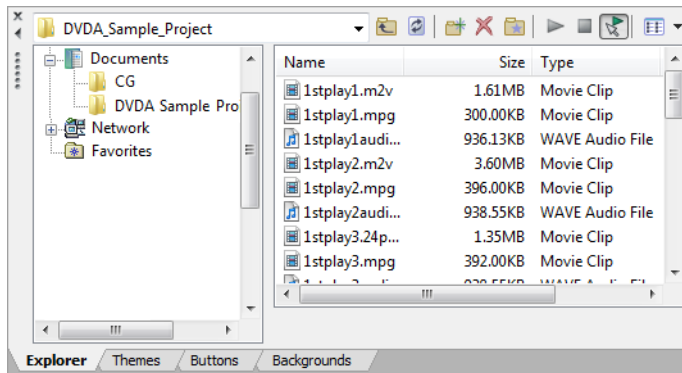 DVDA_Sample_Project
Documents
CG
DVDA Sample Pro
Network
Favorites
Name Size Type
1stplay1.m2v 1.61MB Movie Clip
1stplay1.mpg 300.00KB Movie Clip
1stplay1audi... 936.13KB WAVE Audio File
1stplay2.m2v 3.60MB Movie Clip
1stplay2.mpg 396.00KB Movie Clip
1stplay2audi... 938.55KB WAVE Audio File
1stplay3.24p... 1.35MB Movie Clip
1stplay3.mpg 392.00KB Movie Clip
Explorer Themes Buttons Backgrounds